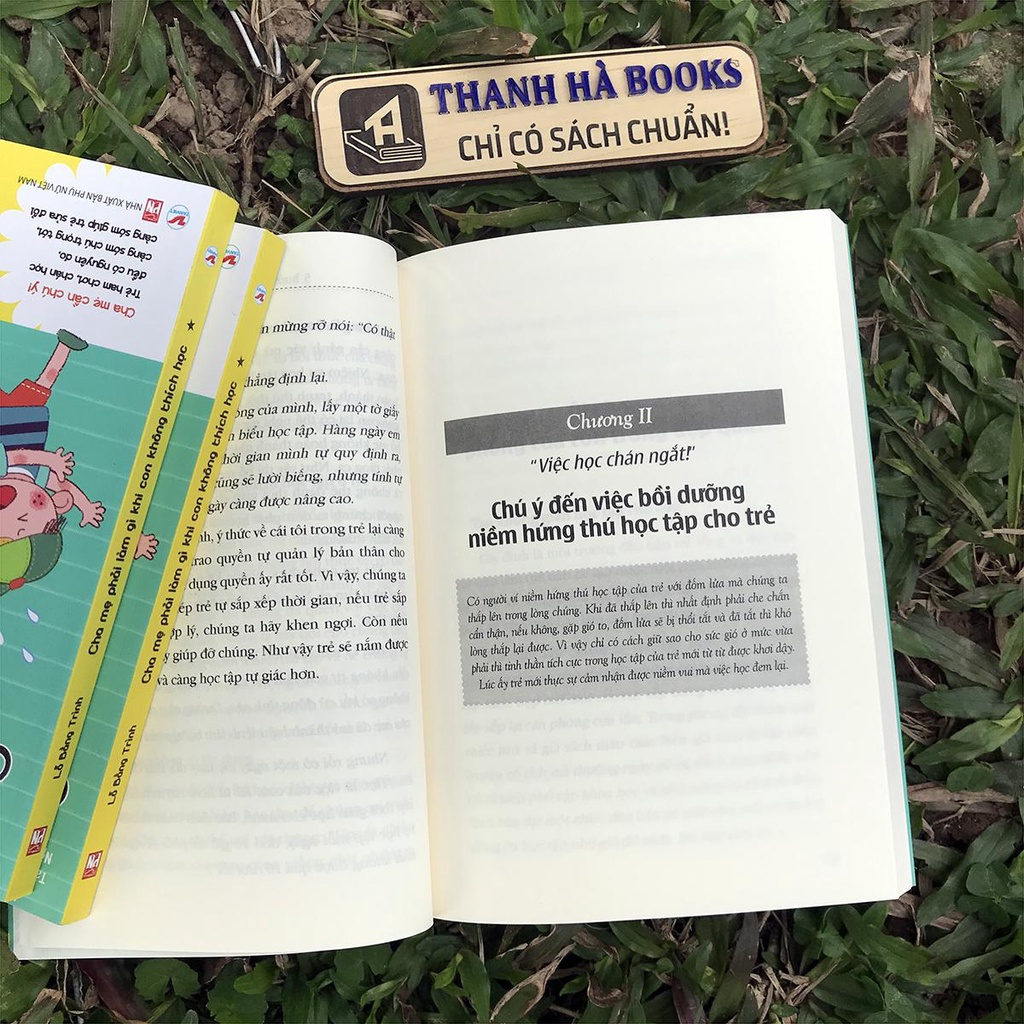 THANH HÀ BOOKS
CHỈ CÓ SÁCH CHUẨN!
NHÀ XUẤT BẢN PHỤ NỮ VIỆT NAM
Cha mẹ cần chú ý!
Trẻ ham chơi, chán học
đều có nguyên do,
càng sớm chú trọng tới,
càng sớm giúp trẻ sửa đổi
Lỗ Bằng Trình Cha mẹ phải làm gì khi con không thích học
Lỗ Bằng Trình Cha mẹ phải làm gì khi con không thích học
mừng rỡ nói: “Có thật
khẳng định lại.
của mình, lấy một tờ giấy
biểu học tập. Hàng ngày em
thời gian mình tự quy định ra,
cũng sẽ lười biếng, nhưng tính tự
ngày càng được nâng cao.
ý thức về cái tôi trong trẻ lại càng
trao quyền tự quản lý bản thân cho
dụng quyền ấy rất tốt. Vì vậy, chúng ta
trẻ tự sắp xếp thời gian, nếu trẻ sắp
lý, chúng ta hãy khen ngợi. Còn nếu
giúp đỡ chúng. Như vậy trẻ sẽ nắm được
và càng học tập tự giác hơn.
Chương II
“Việc học chán ngắt!”
Chú ý đến việc bồi dưỡng
niềm hứng thú học tập cho trẻ
Có người ví niềm hứng thú học tập của trẻ với đốm lửa mà chúng ta
thắp lên trong lòng chúng. Khi đã thắp lên thì nhất định phải che chắn
cẩn thận, nếu không, gặp gió to, đốm lửa sẽ bị thổi tắt và đã tắt thì khó
lòng thắp lại được. Vì vậy chỉ có cách giữ sao cho sức gió ở mức vừa
phải thì tinh thần tích cực trong học tập của trẻ mới từ từ được khơi dậy.
Lúc ấy trẻ mới thực sự cảm nhận được niềm vui mà việc học đem lại.